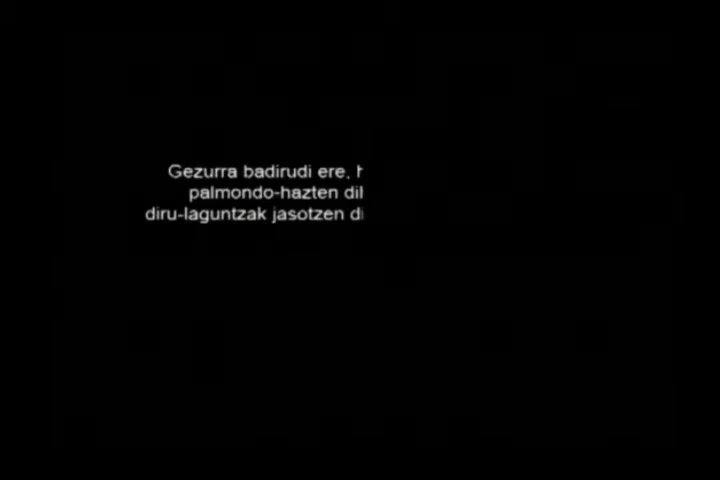 Gezurra badirudi ere,
palmondo-hazten
diru-laguntzak jasotzen